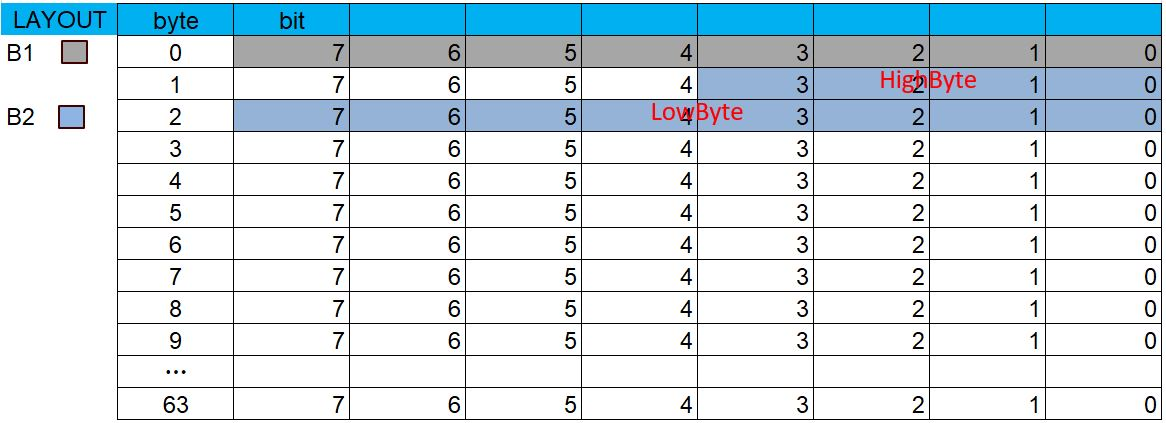 LAYOUT byte bit
B1 0 7 6 5 4 3 2 1 0
1 7 6 5 4 3 HighByte 2 1 0
B2 2 7 6 5 LowByte 4 3 2 1 0
3 7 6 5 4 3 2 1 0
4 7 6 5 4 3 2 1 0
5 7 6 5 4 3 2 1 0
6 7 6 5 4 3 2 1 0
7 7 6 5 4 3 2 1 0
8 7 6 5 4 3 2 1 0
9 7 6 5 4 3 2 1 0
...
63 7 6 5 4 3 2 1 0